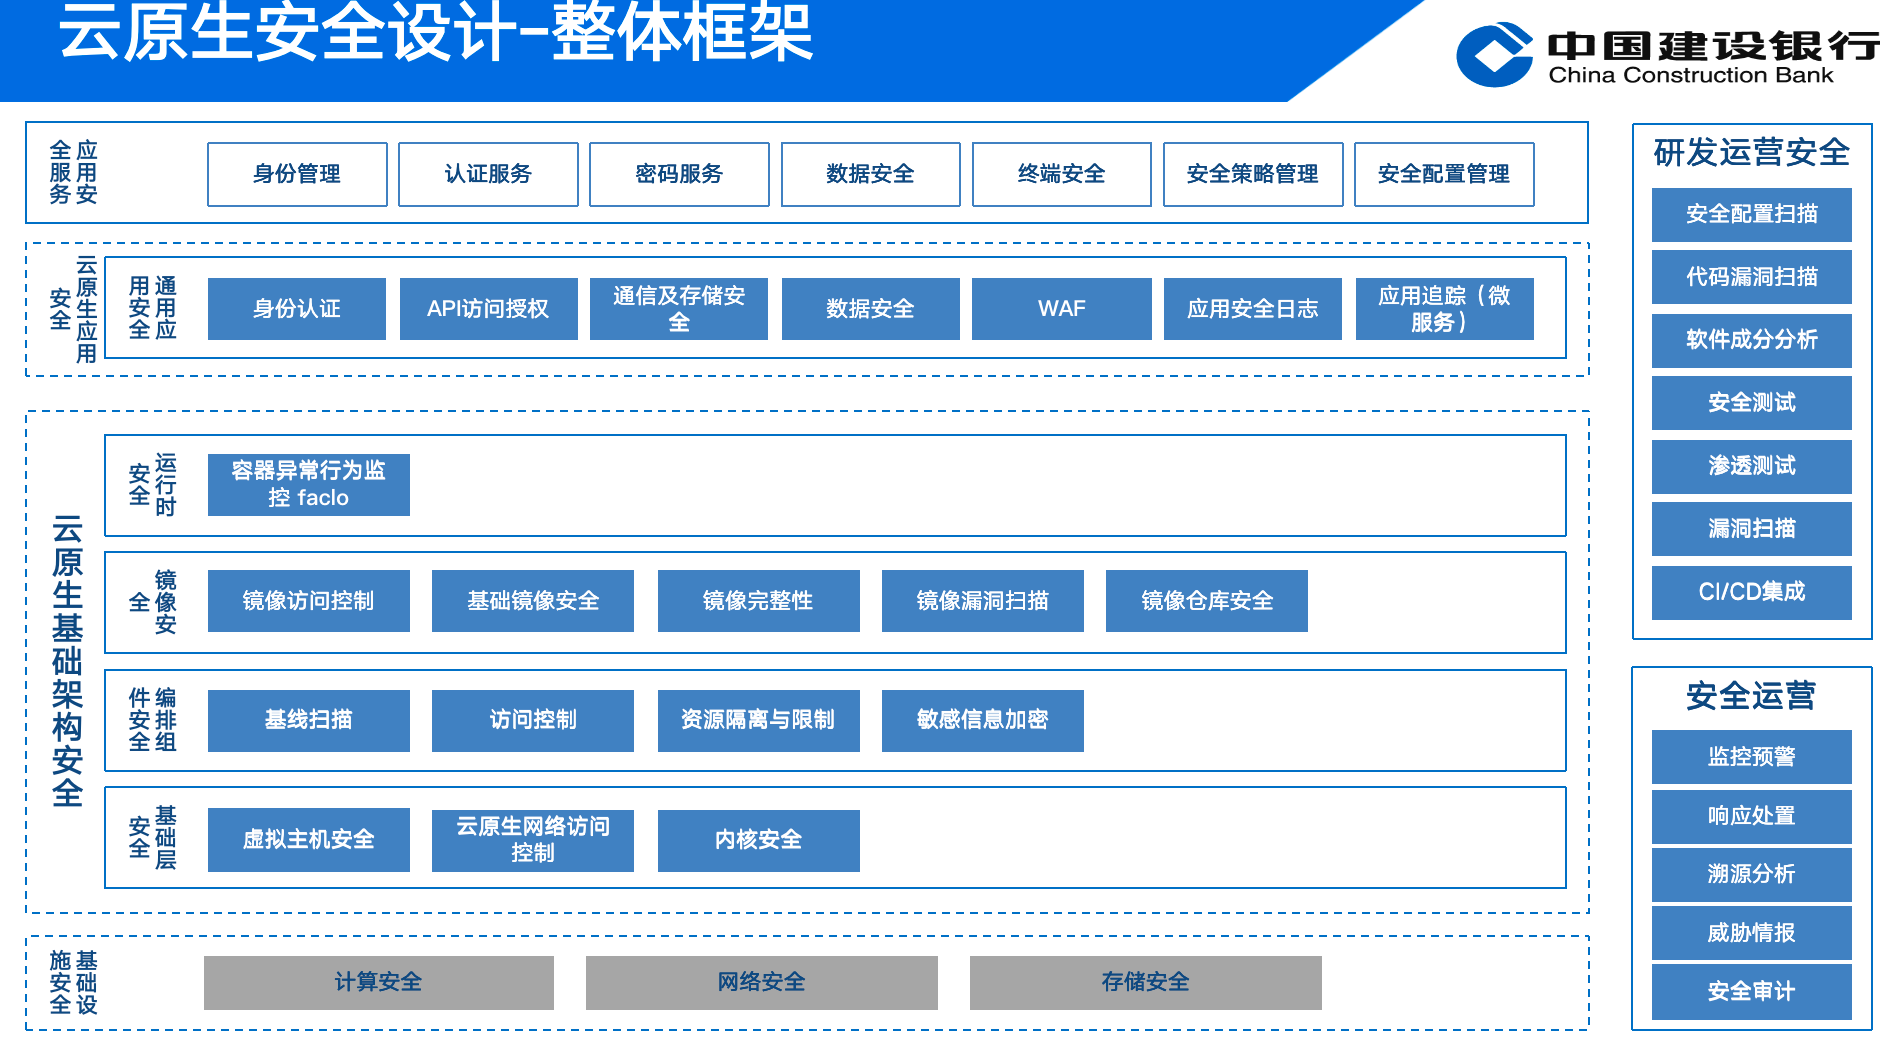 云原生安全设计-整体框架
中国建设银行
China Construction Bank
应用安
全服务
身份管理
认证服务
密码服务
数据安全
终端安全
安全策略管理
安全配置管理
云原生应用
安全
通用应
用安全
身份认证
API访问授权
通信及存储安
全
数据安全
WAF
应用安全日志
应用追踪（微
服务）
云原生基础架构安全
运行时
安全
容器异常行为监
控 faclo
镜像安
全
镜像访问控制
基础镜像安全
镜像完整性
镜像漏洞扫描
镜像仓库安全
编排组
件安全
基线扫描
访问控制
资源隔离与限制
敏感信息加密
基础层
安全
虚拟主机安全
云原生网络访问
控制
内核安全
基础设
施安全
计算安全
网络安全
存储安全
研发运营安全
安全配置扫描
代码漏洞扫描
软件成分分析
安全测试
渗透测试
漏洞扫描
CI/CD集成
安全运营
监控预警
响应处置
溯源分析
威胁情报
安全审计